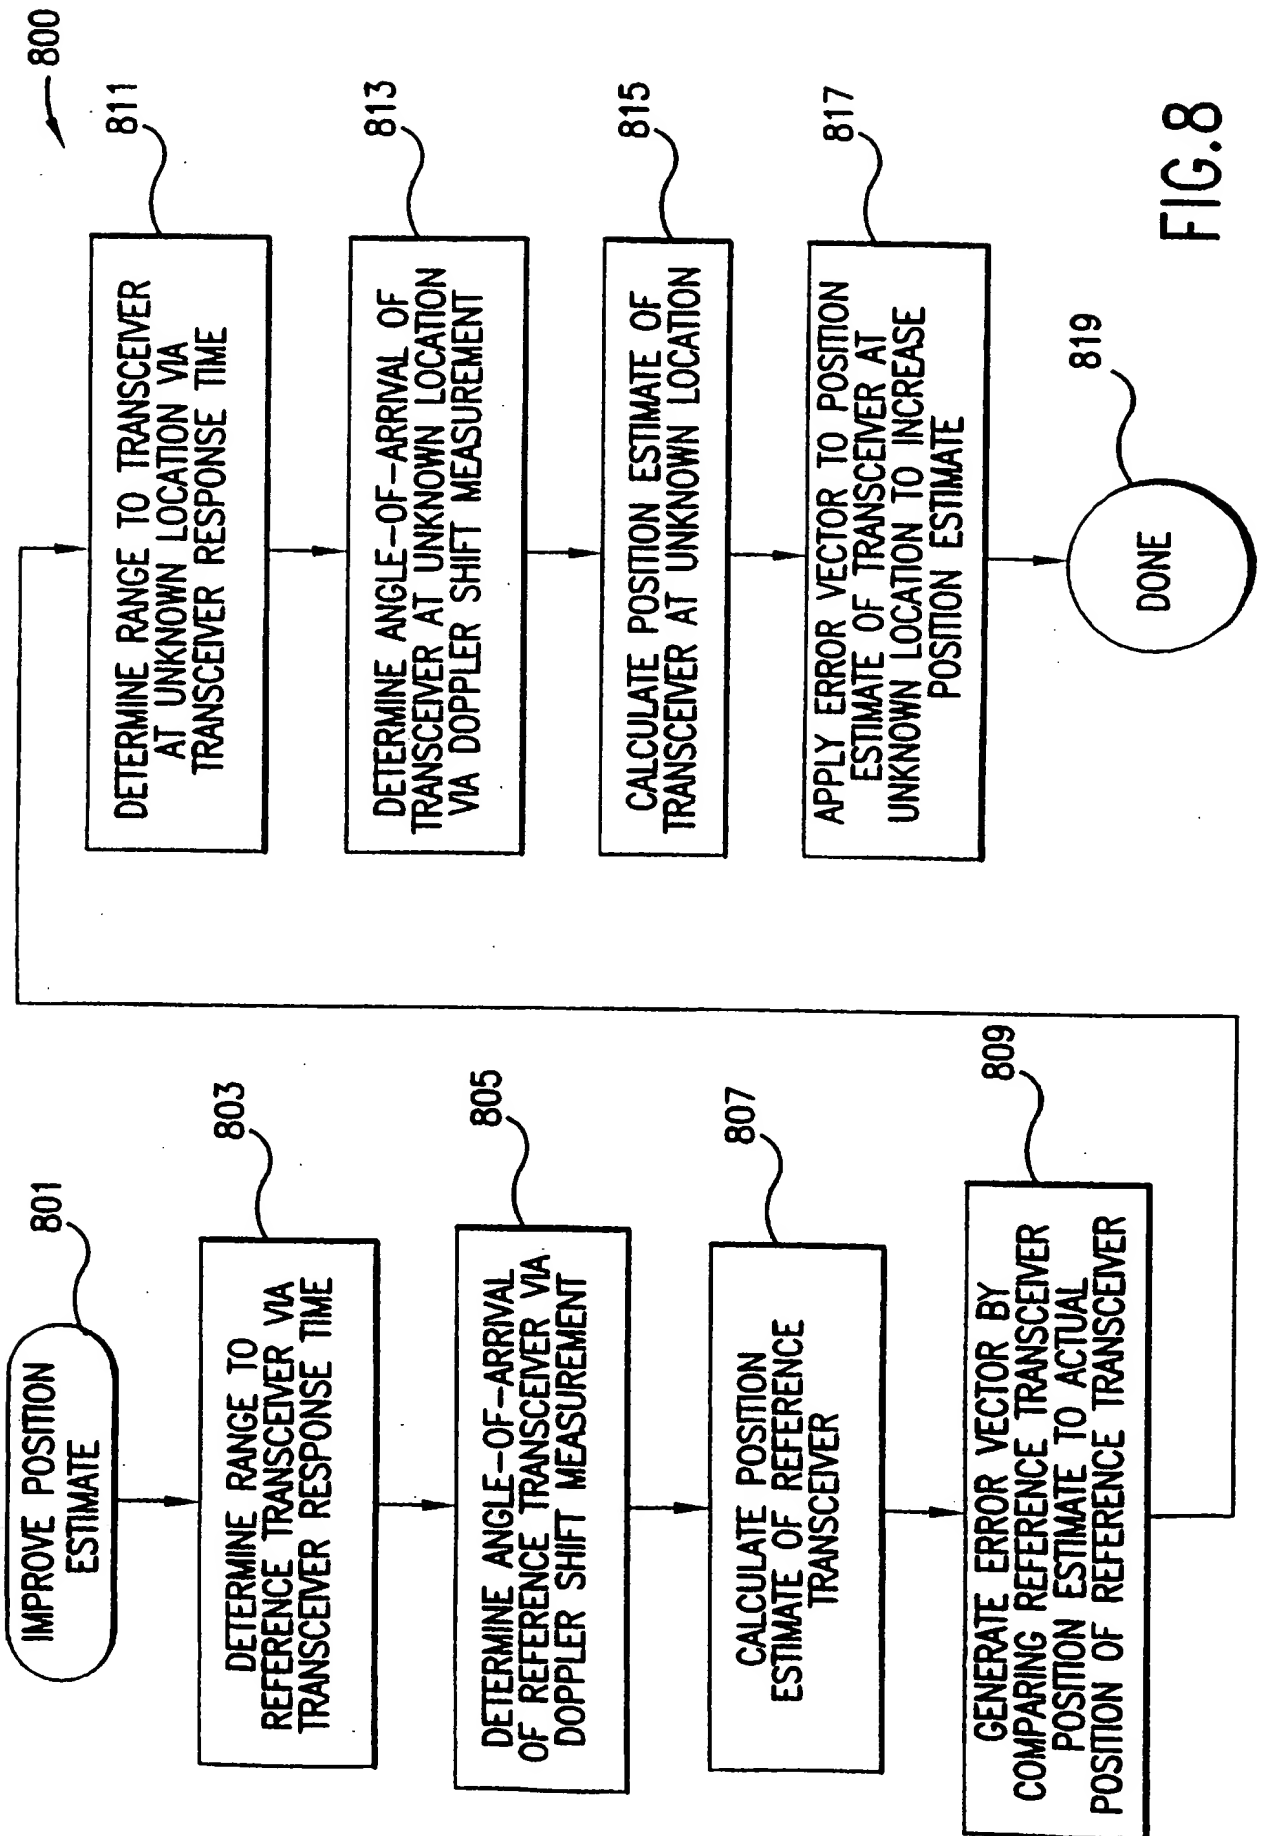 800
801
IMPROVE POSITION
ESTIMATE
803
DETERMINE RANGE TO
REFERENCE TRANSCEIVER VIA
TRANSCEIVER RESPONSE TIME
805
DETERMINE ANGLE-OF-ARRIVAL
OF REFERENCE TRANSCEIVER VIA
DOPPLER SHIFT MEASUREMENT
807
CALCULATE POSITION
ESTIMATE OF REFERENCE
TRANSCEIVER
809
GENERATE ERROR VECTOR BY
COMPARING REFERENCE TRANSCEIVER
POSITION ESTIMATE TO ACTUAL
POSITION OF REFERENCE TRANSCEIVER
811
DETERMINE RANGE TO TRANSCEIVER
AT UNKNOWN LOCATION VIA
TRANSCEIVER RESPONSE TIME
813
DETERMINE ANGLE-OF-ARRIVAL OF
TRANSCEIVER AT UNKNOWN LOCATION
VIA DOPPLER SHIFT MEASUREMENT
815
CALCULATE POSITION ESTIMATE OF
TRANSCEIVER AT UNKNOWN LOCATION
817
APPLY ERROR VECTOR TO POSITION
ESTIMATE OF TRANSCEIVER AT
UNKNOWN LOCATION TO INCREASE
POSITION ESTIMATE
819
DONE
FIG.8